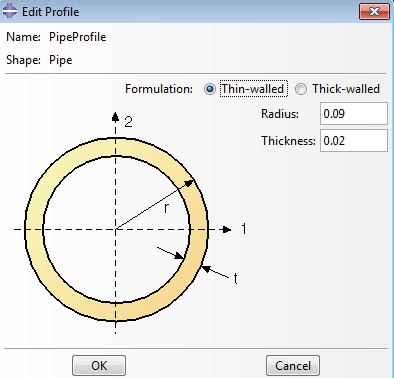 Edit Profile
Name: PipeProfile
Shape: Pipe
Formulation: Thin-walled Thick-walled
Radius: 0.09
Thickness: 0.02
2
r
1
t
OK Cancel